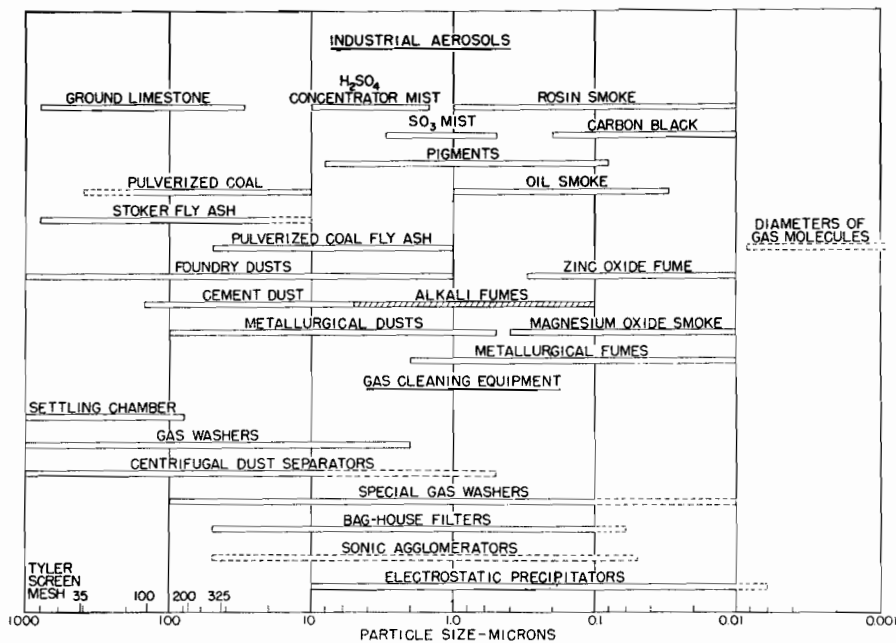 INDUSTRIAL AEROSOLS
H₂SO₄
GROUND LIMESTONE CONCENTRATOR MIST ROSIN SMOKE
SO₃ MIST CARBON BLACK
PIGMENTS
PULVERIZED COAL OIL SMOKE
STOKER FLY ASH
DIAMETERS OF
GAS MOLECULES
PULVERIZED COAL FLY ASH
FOUNDRY DUSTS ZINC OXIDE FUME
CEMENT DUST ALKALI FUMES
METALLURGICAL DUSTS MAGNESIUM OXIDE SMOKE
METALLURGICAL FUMES
GAS CLEANING EQUIPMENT
SETTLING CHAMBER
GAS WASHERS
CENTRIFUGAL DUST SEPARATORS
SPECIAL GAS WASHERS
BAG-HOUSE FILTERS
SONIC AGGLOMERATORS
TYLER
SCREEN
ELECTROSTATIC PRECIPITATORS
MESH 35 100 200 325
1000 100 10 1.0 0.1 0.01 0.00
PARTICLE SIZE-MICRONS